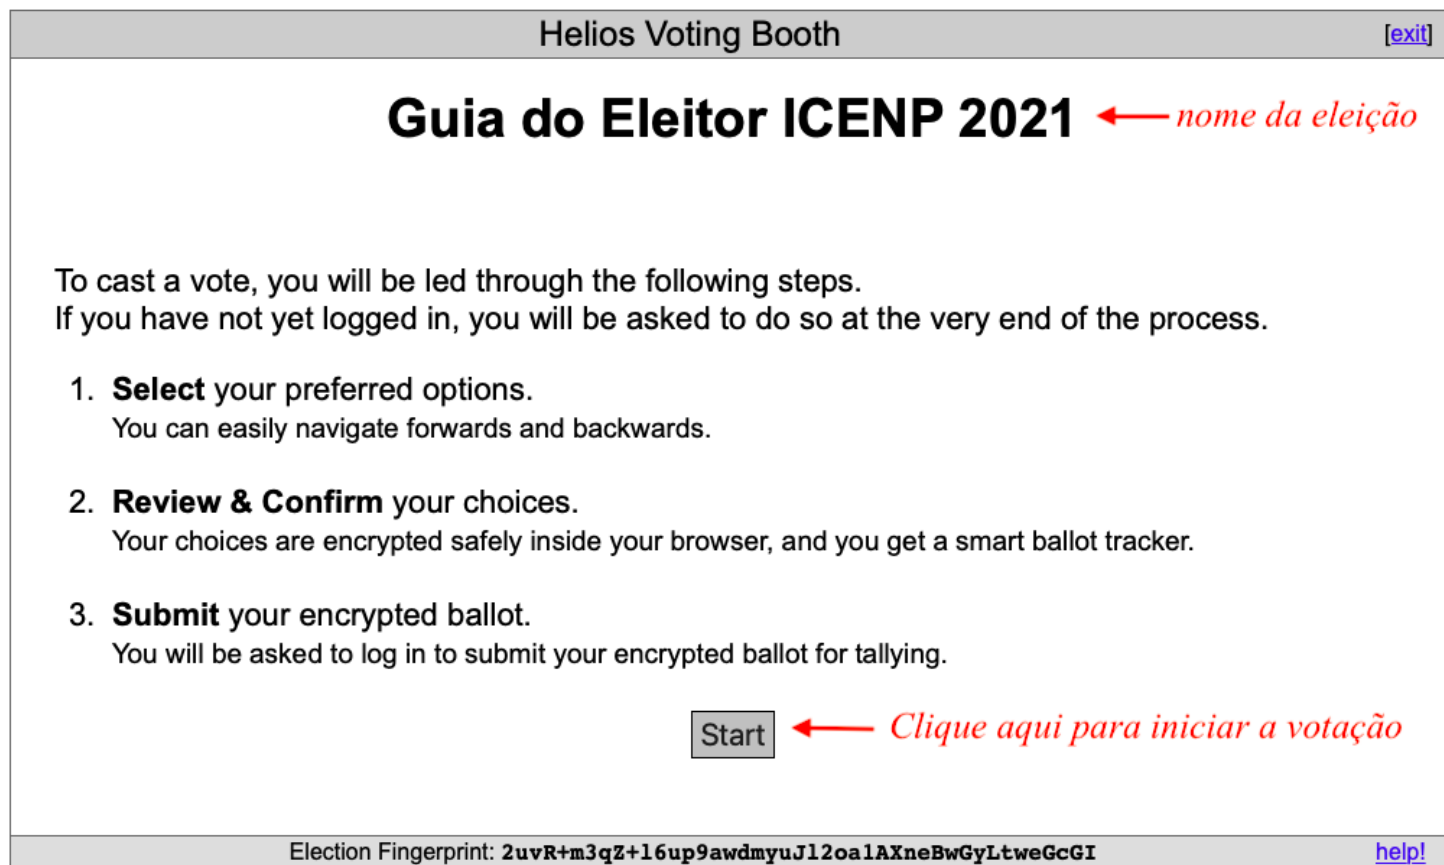 Helios Voting Booth [exit]
Guia do Eleitor ICENP 2021 nome da eleição
To cast a vote, you will be led through the following steps.
If you have not yet logged in, you will be asked to do so at the very end of the process.
1. Select your preferred options.
You can easily navigate forwards and backwards.
2. Review & Confirm your choices.
Your choices are encrypted safely inside your browser, and you get a smart ballot tracker.
3. Submit your encrypted ballot.
You will be asked to log in to submit your encrypted ballot for tallying.
Start Clique aqui para iniciar a votação
Election Fingerprint: 2uvR+m3qZ+l6up9awdmyuJl2oa1AXneBwGyLtweGcGI help!